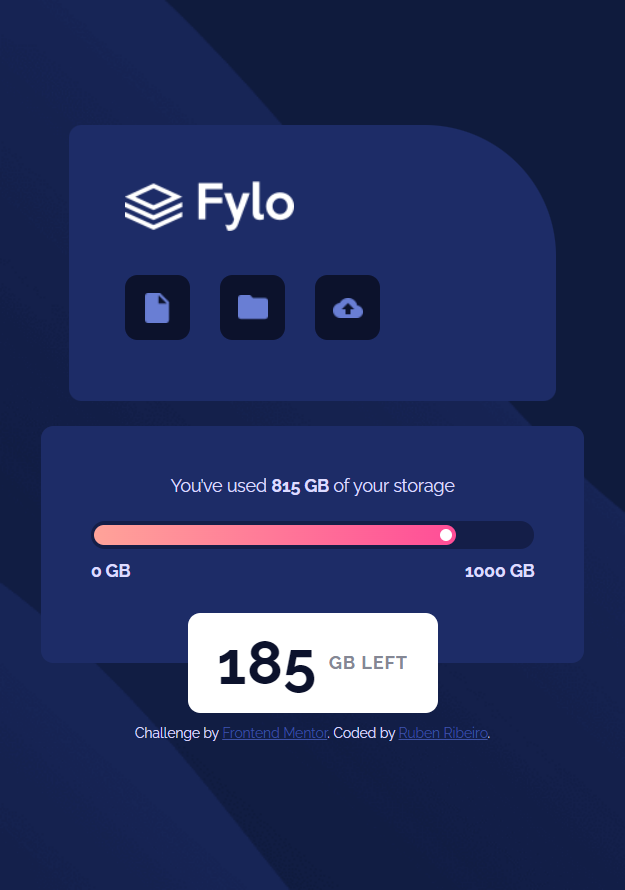 Fylo
You've used 815 GB of your storage
0 GB
1000 GB
185 GB LEFT
Challenge by Frontend Mentor. Coded by Ruben Ribeiro.